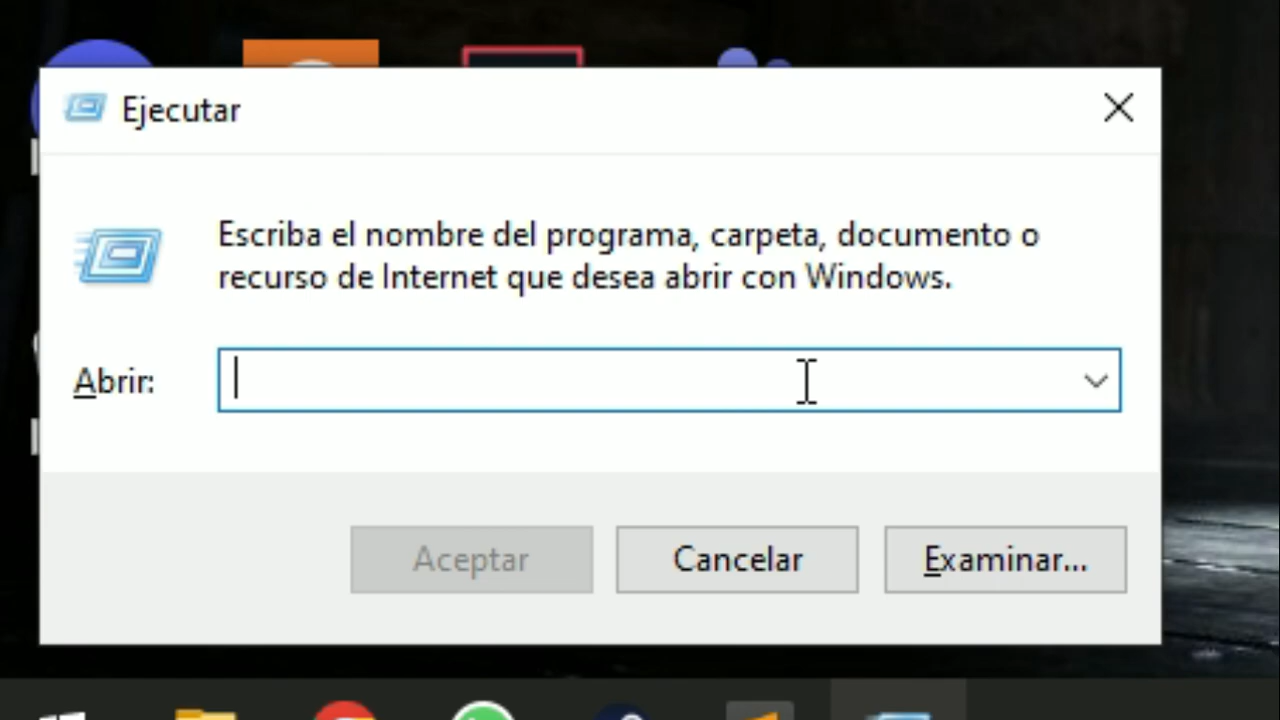 Ejecutar
Escriba el nombre del programa, carpeta, documento o
recurso de Internet que desea abrir con Windows.
Abrir:
Aceptar
Cancelar
Examinar...